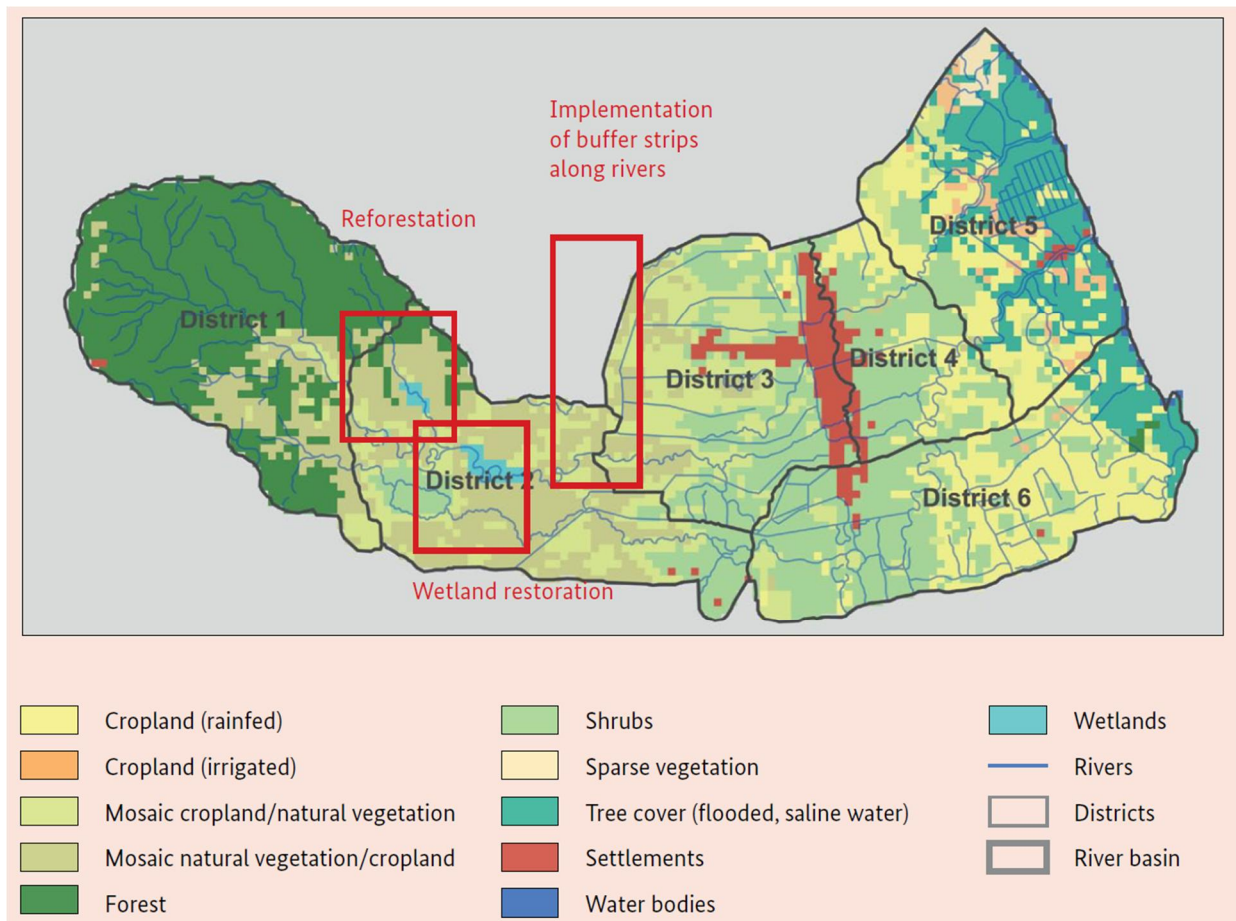 Implementation
of buffer strips
along rivers
Reforestation
District 5
District 1
District 4
District 3
District 2
District 6
Wetland restoration
Cropland (rainfed)
Cropland (irrigated)
Mosaic cropland/natural vegetation
Mosaic natural vegetation/cropland
Forest
Shrubs
Sparse vegetation
Tree cover (flooded, saline water)
Settlements
Water bodies
Wetlands
Rivers
Districts
River basin